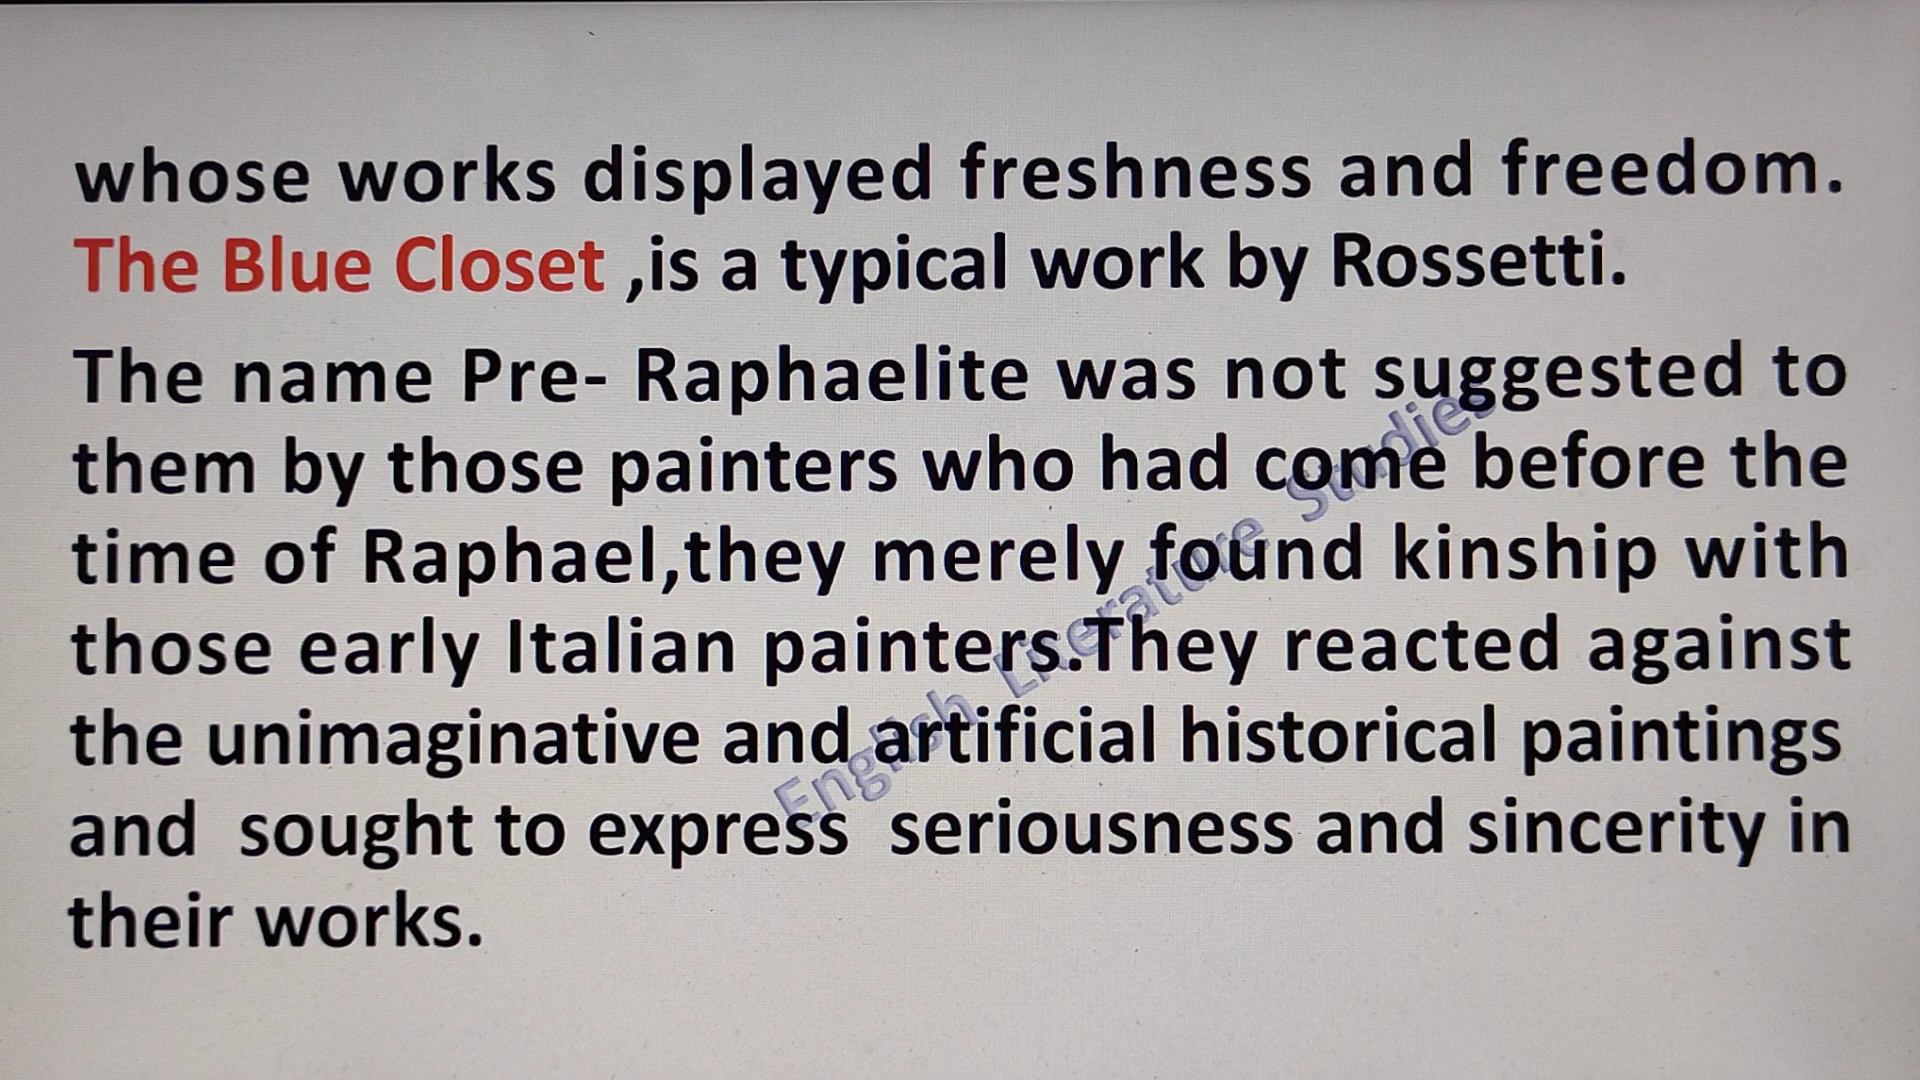 whose works displayed freshness and freedom.
The Blue Closet ,is a typical work by Rossetti.
The name Pre- Raphaelite was not suggested to
them by those painters who had come before the
time of Raphael,they merely found kinship with
those early Italian painters.They reacted against
the unimaginative and artificial historical paintings
and  sought to express  seriousness and sincerity in
their works.
English Literature Studies